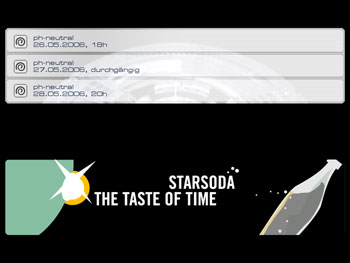 ph-neutral
26.05.2006, 18h
ph-neutral
27.05.2006, durchgängig
ph-neutral
28.05.2006, 20h
STARSODA
THE TASTE OF TIME